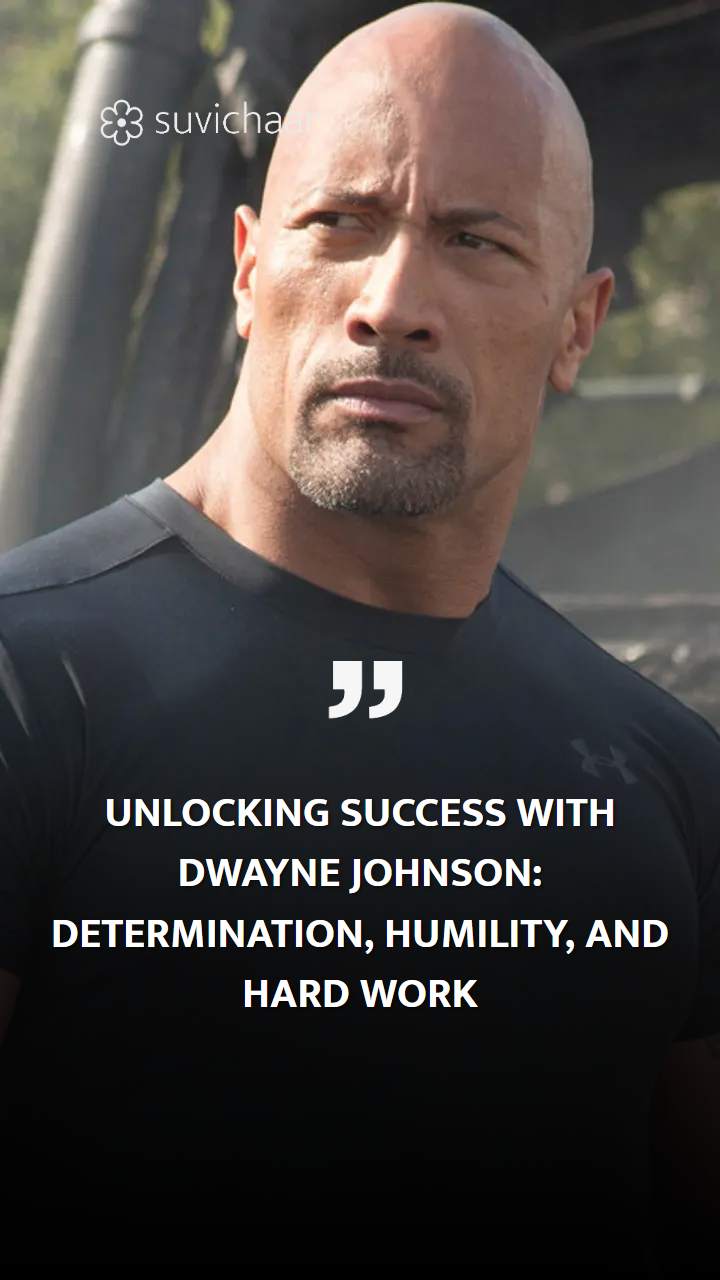 suvichaar
”
UNLOCKING SUCCESS WITH
DWAYNE JOHNSON:
DETERMINATION, HUMILITY, AND
HARD WORK